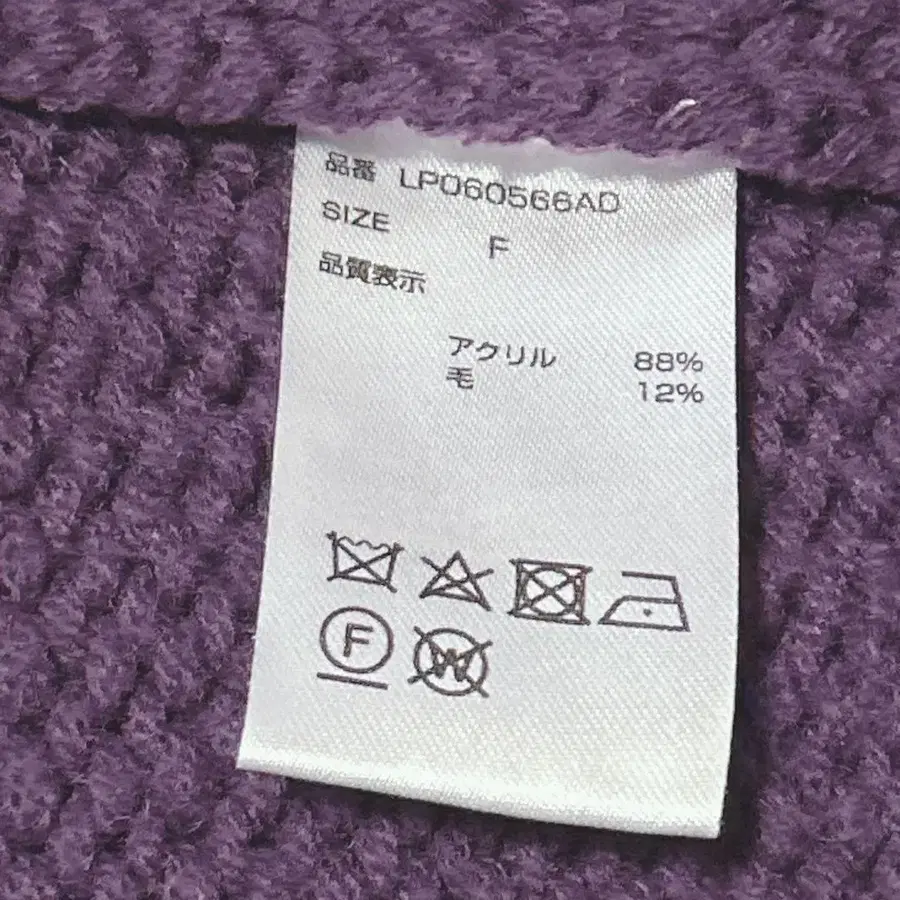 品番 LP060566AD
SIZE F
品質表示
アクリル 88%
毛 12%
F W